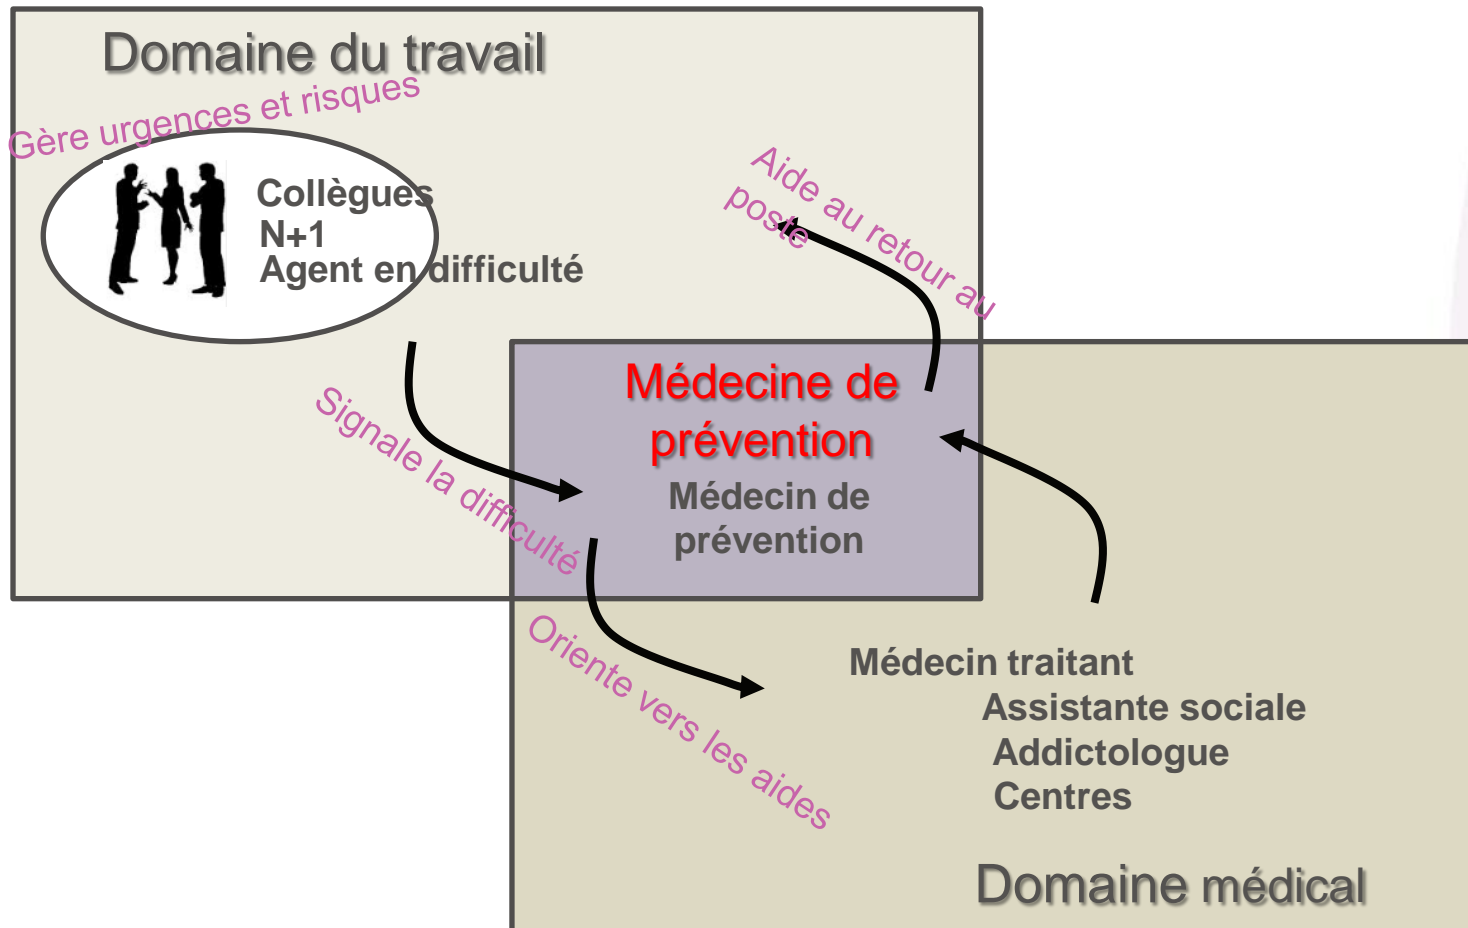 Domaine du travail
Gère urgences et risques
Collègues
N+1
Agent en difficulté
Aide au retour au
poste
Signale la difficulté
Médecine de
prévention
Médecin de
prévention
Oriente vers les aides
Médecin traitant
Assistante sociale
Addictologue
Centres
Domaine médical